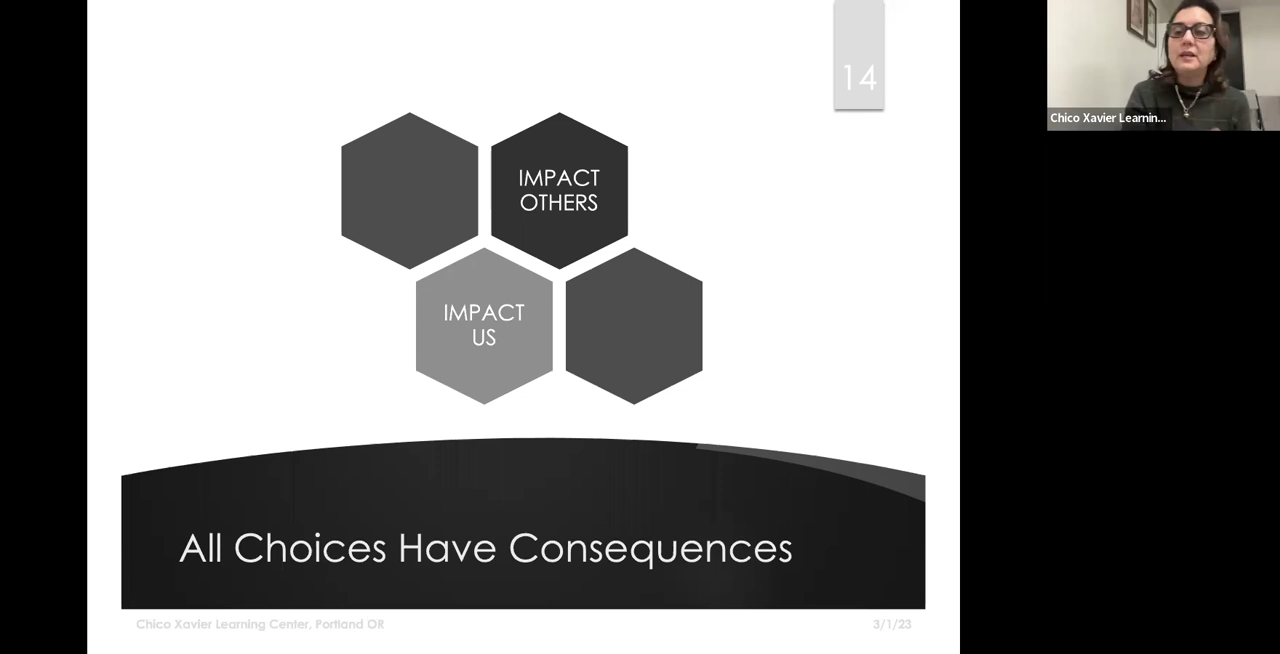 14
Chico Xavier Learnin...
IMPACT
OTHERS
IMPACT
US
All Choices Have Consequences
Chico Xavier Learning Center, Portland OR
3/1/23